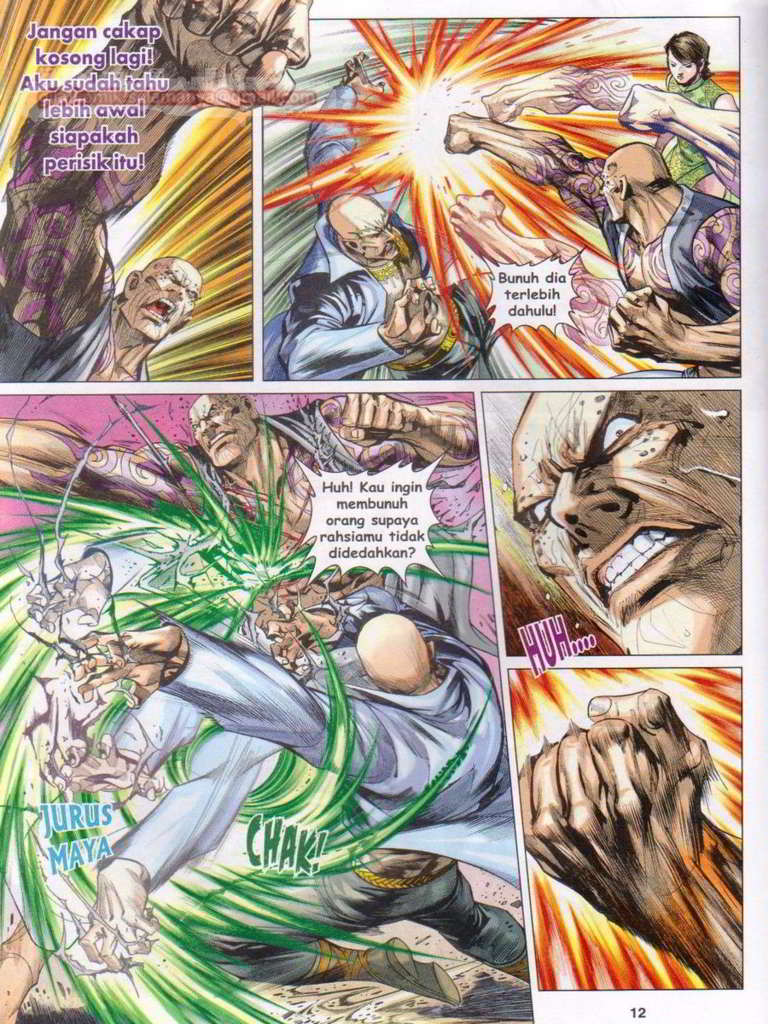 Jangan cakap
kosong lagi!
Aku sudah tahu
lebih awal
siapakah
perisik itu!
Bunuh dia
terlebih
dahulu!
Huh! Kau ingin
membunuh
orang supaya
rahsiamu tidak
didedahkan?
HUH....
JURUS
MAYA
CHAK!
12